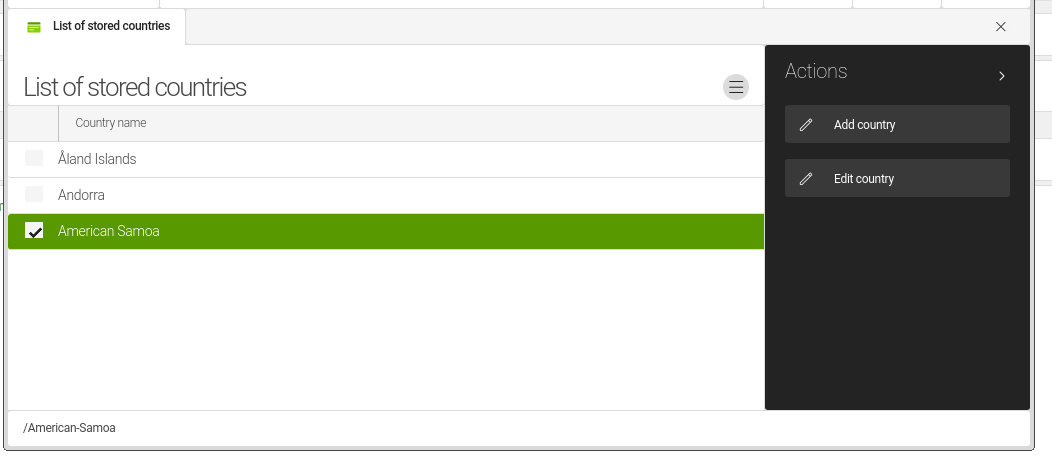 List of stored countries
List of stored countries
Actions
Country name
Add country
Åland Islands
Edit country
Andorra
American Samoa
/American-Samoa